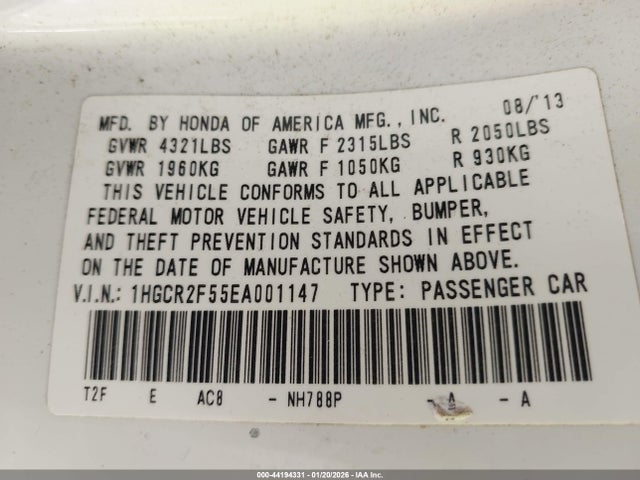 MFD. BY HONDA OF AMERICA MFG., INC. 08/'13
GVWR 4321LBS GAWR F 2315LBS R 2050LBS
GVWR 1960KG GAWR F 1050KG R 930KG
THIS VEHICLE CONFORMS TO ALL APPLICABLE
FEDERAL MOTOR VEHICLE SAFETY, BUMPER,
AND THEFT PREVENTION STANDARDS IN EFFECT
ON THE DATE OF MANUFACTURE SHOWN ABOVE.
V.I.N.: 1HGCR2F55EA001147 TYPE: PASSENGER CAR
T2F E AC8 - NH788P - A - A
000-44194331 - 01/20/2026 - IAA Inc.